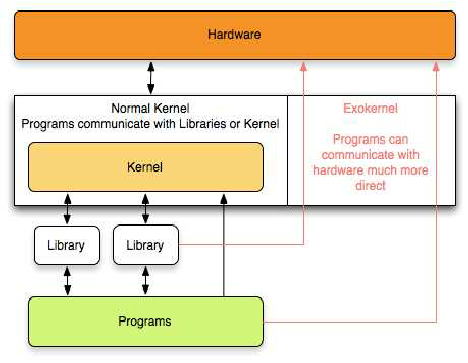 Hardware
Normal Kernel
Programs communicate with Libraries or Kernel
Kernel
Exokernel
Programs can
communicate with
hardware much more
direct
Library
Library
Programs